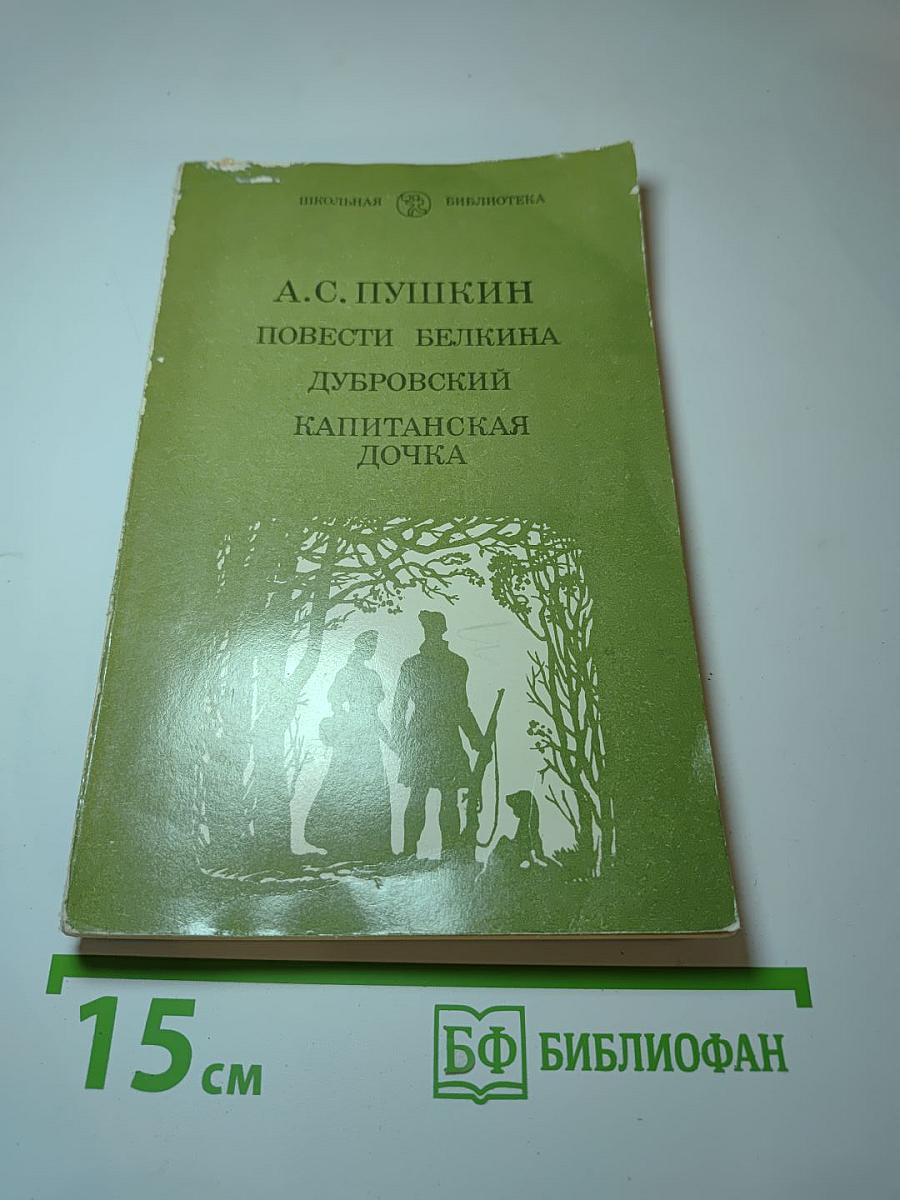 ШКОЛЬНАЯ БИБЛИОТЕКА
А.С. ПУШКИН
ПОВЕСТИ БЕЛКИНА
ДУБРОВСКИЙ
КАПИТАНСКАЯ
ДОЧКА
15 см
БФ БИБЛИОФАН